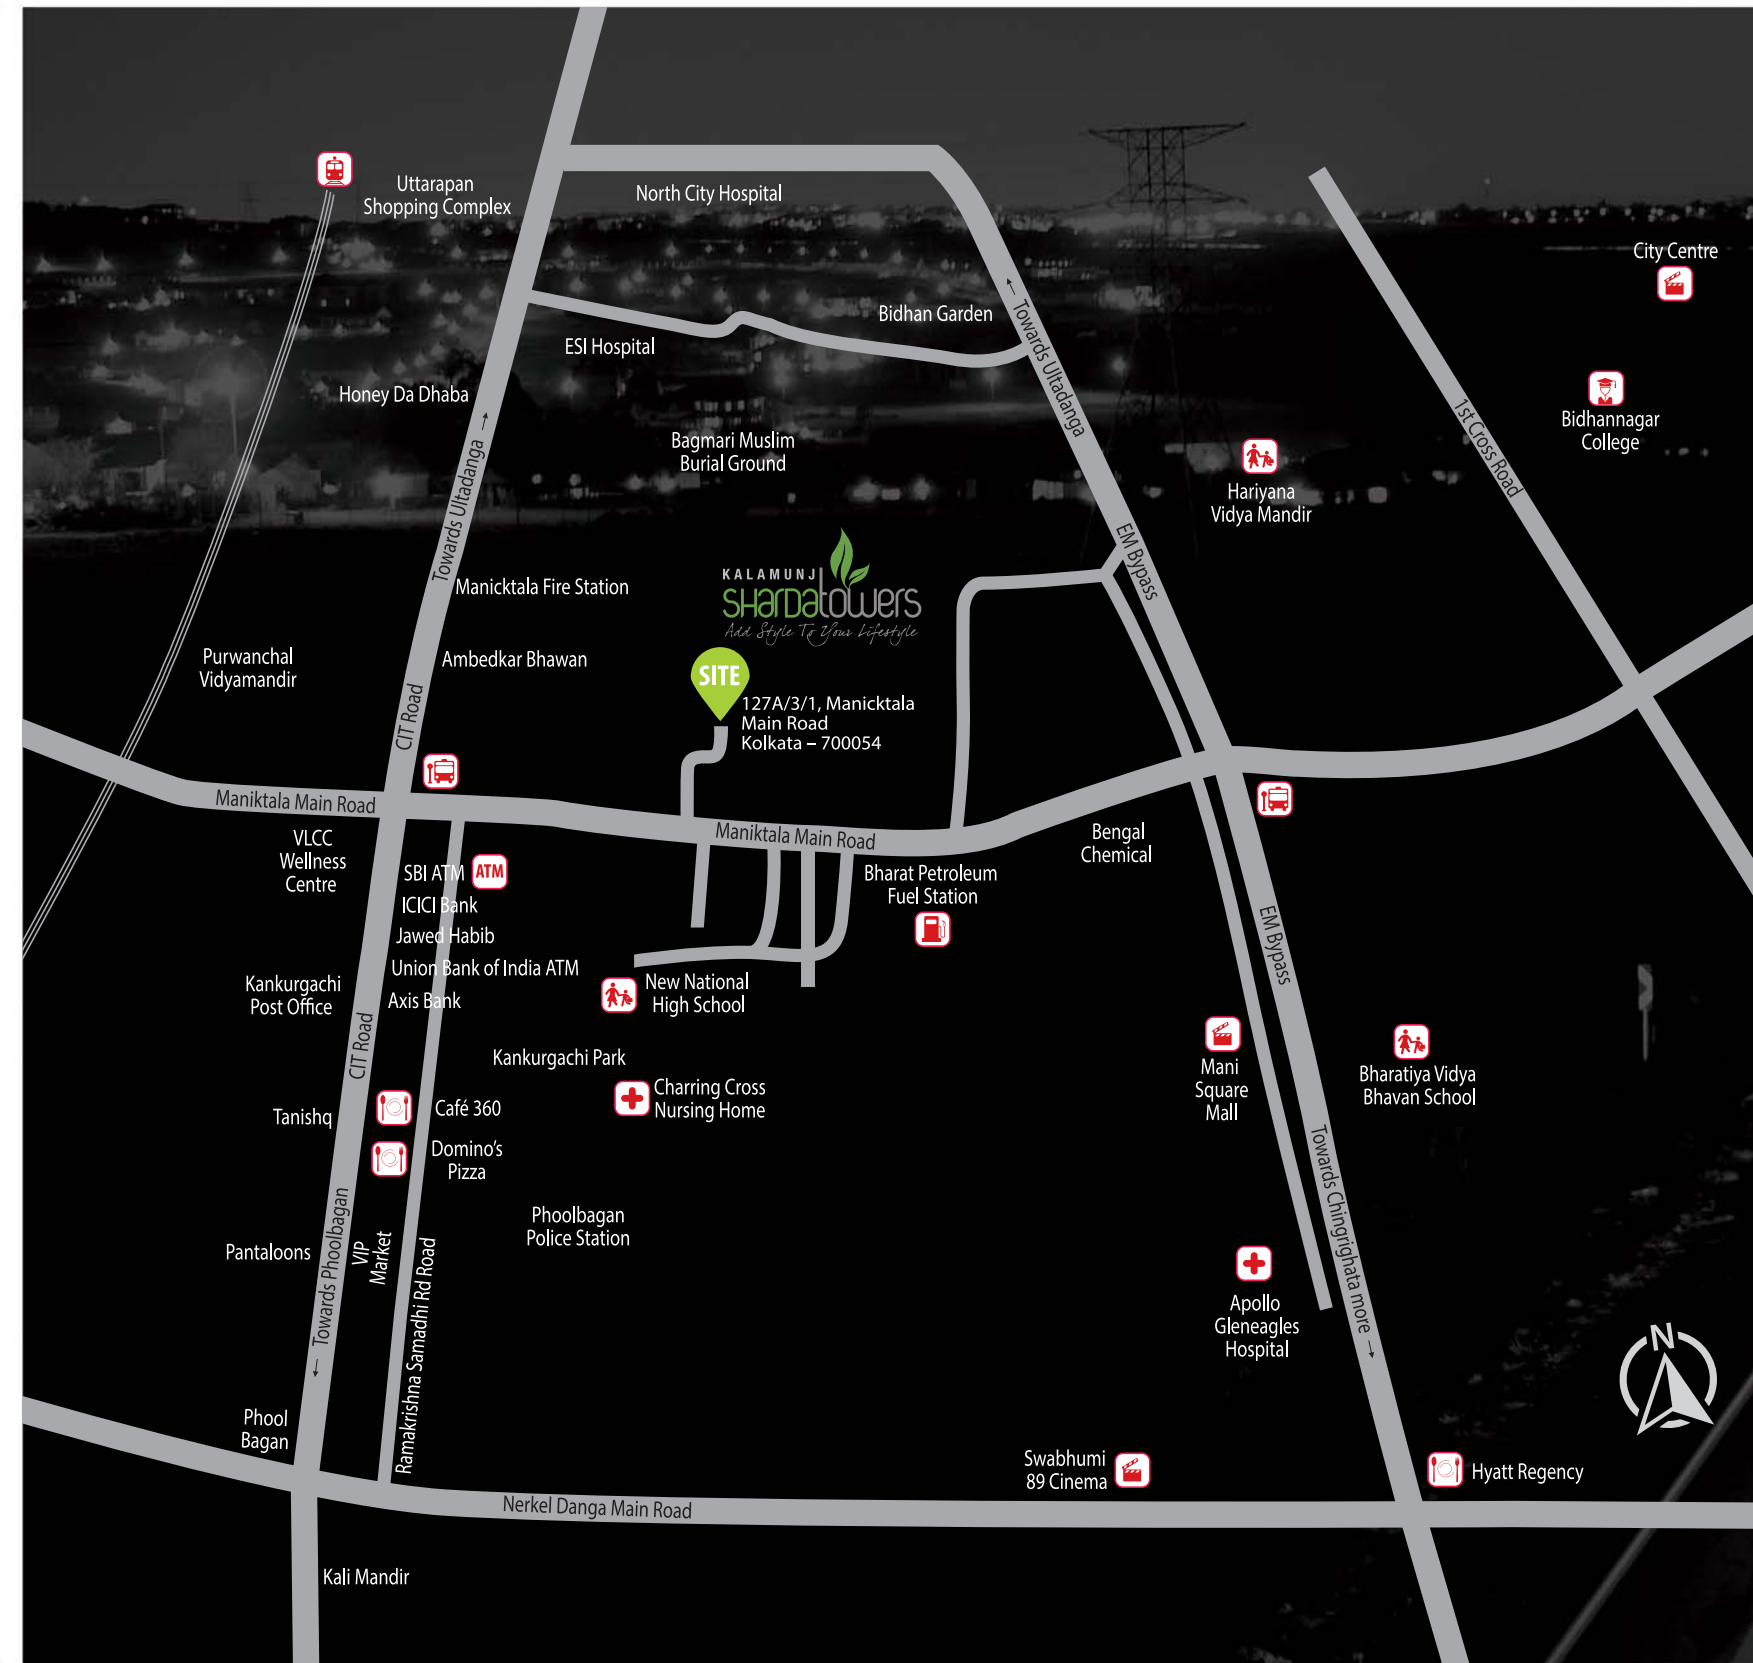 Uttarapan
Shopping Complex
North City Hospital
City Centre
Bidhan Garden
← Towards Ultadanga
ESI Hospital
Honey Da Dhaba
Towards Ultadanga →
1st Cross Road
Bidhannagar
College
Bagmari Muslim
Burial Ground
Hariyana
Vidya Mandir
EM Bypass
KALAMUNJ
SHARDA towers
Add Style To Your Lifestyle
Manicktala Fire Station
Purwanchal
Vidyamandir
Ambedkar Bhawan
SITE
127A/3/1, Manicktala
Main Road
Kolkata – 700054
CIT Road
Maniktala Main Road
Maniktala Main Road
VLCC
Wellness
Centre
Bengal
Chemical
SBI ATM
ATM
Bharat Petroleum
Fuel Station
ICICI Bank
Jawed Habib
EM Bypass
Union Bank of India ATM
Kankurgachi
Post Office
Axis Bank
New National
High School
CIT Road
Kankurgachi Park
Mani
Square
Mall
Bharatiya Vidya
Bhavan School
Charring Cross
Nursing Home
Tanishq
Café 360
Domino's
Pizza
Towards Chingrighata more →
Phoolbagan
Police Station
← Towards Phoolbagan
Pantaloons
VIP
Market
Ramakrishna Samadhi Rd Road
Apollo
Gleneagles
Hospital
N
Phool
Bagan
Swabhumi
89 Cinema
Hyatt Regency
Nerkel Danga Main Road
Kali Mandir